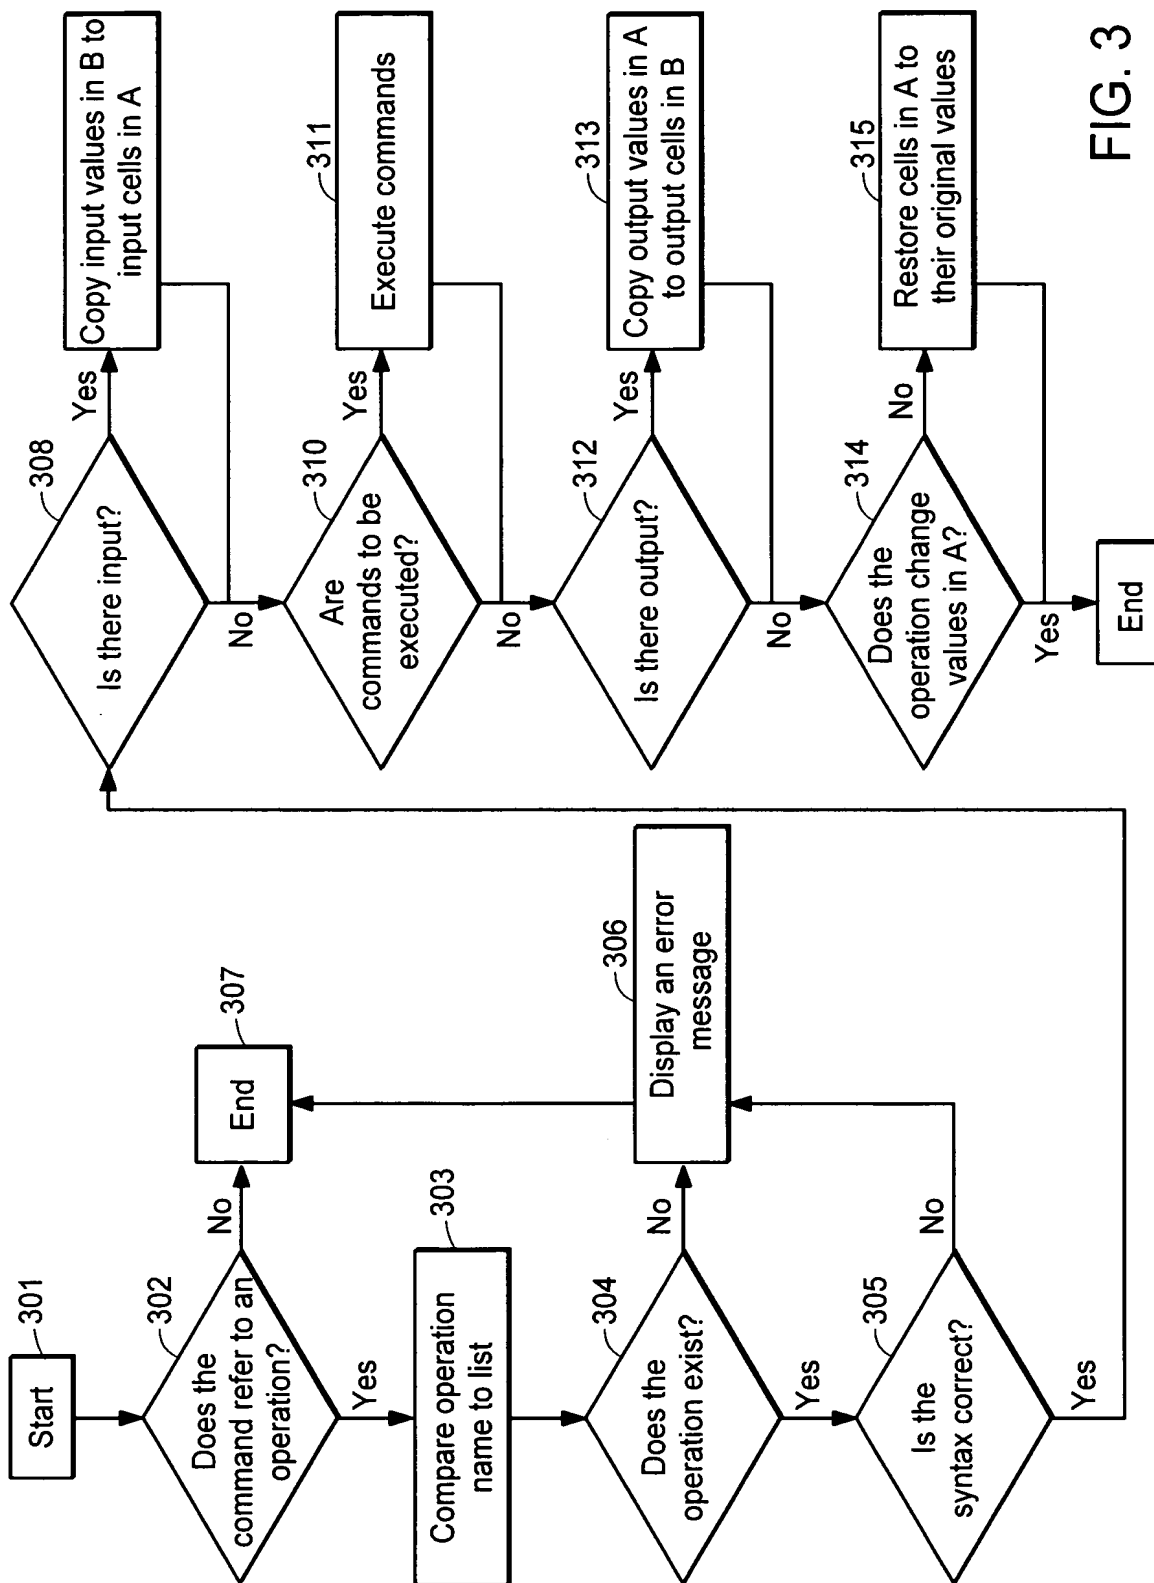 301
Start
302
Does the
command refer to an
operation?
No
307
End
Yes
303
Compare operation
name to list
304
Does the
operation exist?
No
306
Display an error
message
Yes
305
Is the
syntax correct?
No
Yes
308
Is there input?
Yes
Copy input values in B to
input cells in A
No
310
Are
commands to be
executed?
Yes
311
Execute commands
No
312
Is there output?
Yes
313
Copy output values in A
to output cells in B
No
314
Does the
operation change
values in A?
No
315
Restore cells in A to
their original values
Yes
End
FIG. 3